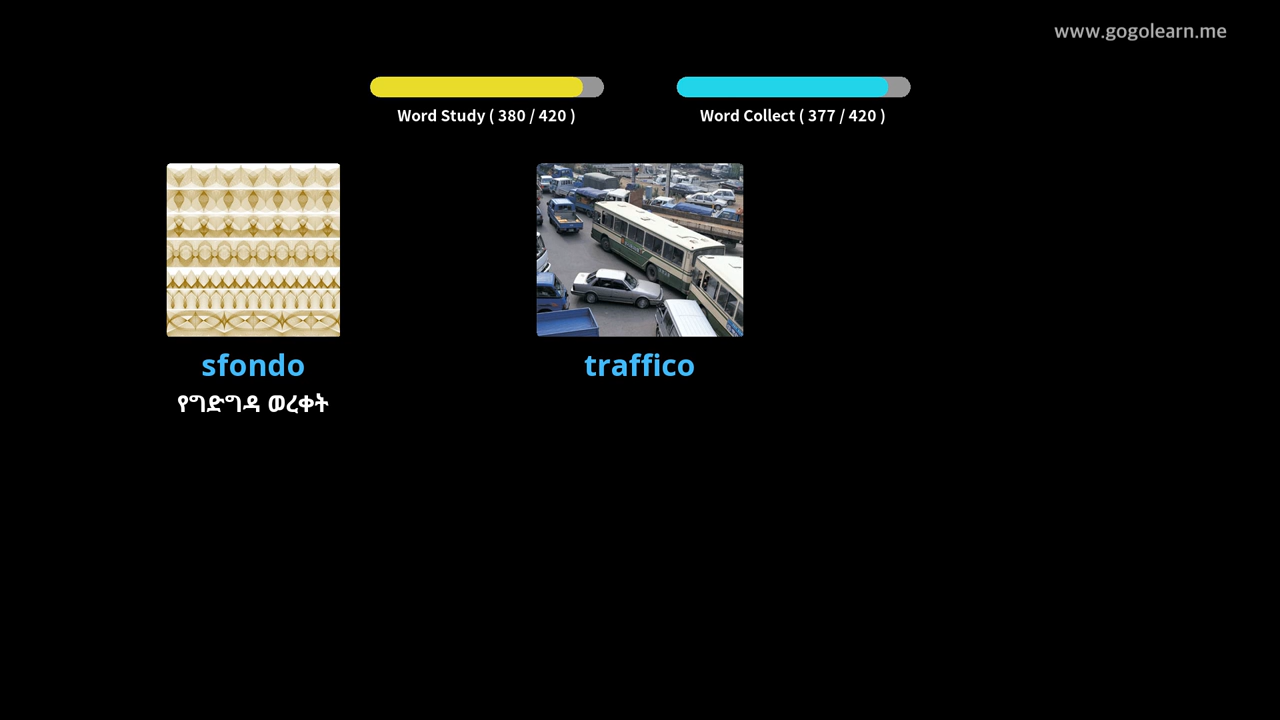 www.gogolearn.me
Word Study ( 380 / 420 )
Word Collect ( 377 / 420 )
sfondo
traffico
የግድግዳ ወረቀት